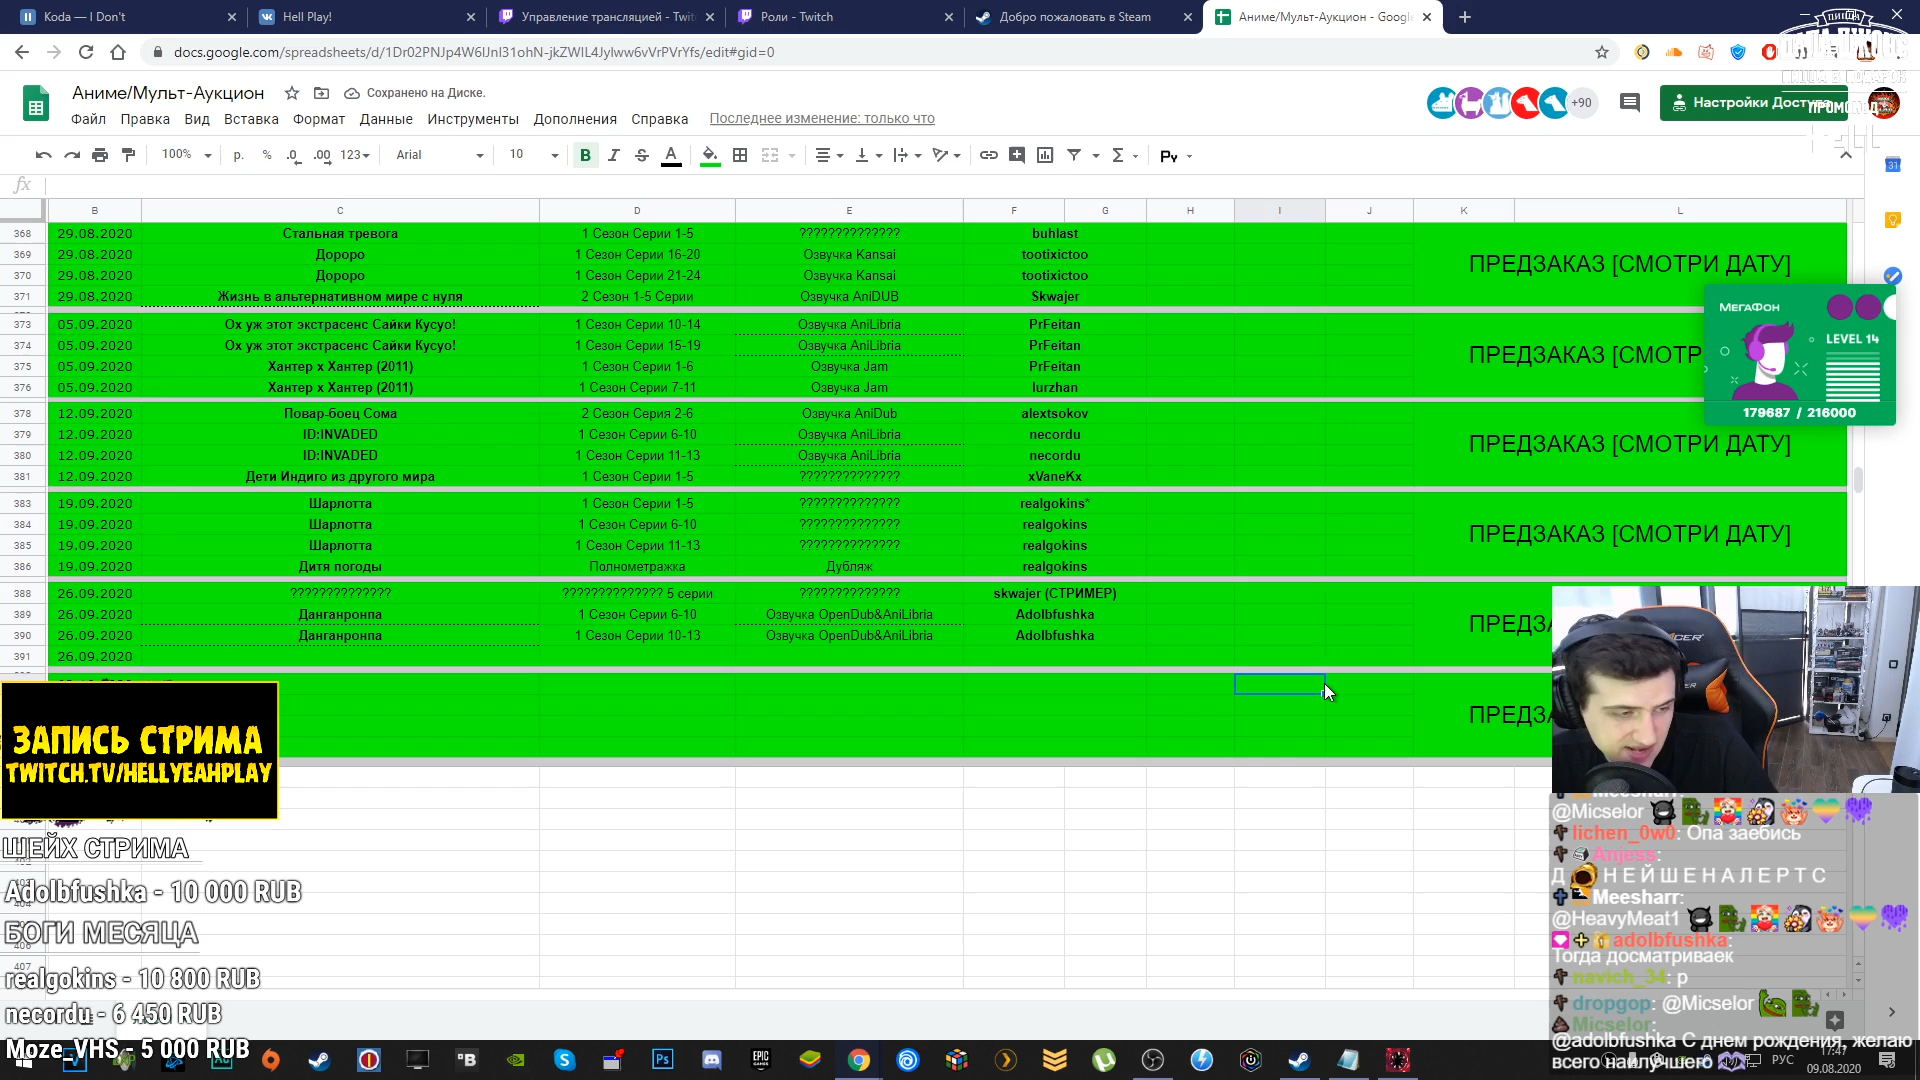 Koda — I Don't
Hell Play!
Управление трансляцией - Twit
Роли - Twitch
Добро пожаловать в Steam
Аниме/Мульт-Аукцион - Google
docs.google.com/spreadsheets/d/1Dr02PNJp4W6IJnI31ohN-jkZWIL4Jylww6vVrPVrYfs/edit#gid=0
Аниме/Мульт-Аукцион
Сохранено на Диске.
+90
Настройки Доступа
Файл Правка Вид Вставка Формат Данные Инструменты Дополнения Справка Последнее изменение: только что
100% р. % .0 .00 123 Arial 10 B I S A Σ Ру
fx
B C D E F G H I J K L
368 29.08.2020 Стальная тревога 1 Сезон Серии 1-5 ?????????????? buhlast
369 29.08.2020 Дороро 1 Сезон Серии 16-20 Озвучка Kansai tootixictoo
ПРЕДЗАКАЗ [СМОТРИ ДАТУ]
370 29.08.2020 Дороро 1 Сезон Серии 21-24 Озвучка Kansai tootixictoo
371 29.08.2020 Жизнь в альтернативном мире с нуля 2 Сезон 1-5 Серии Озвучка AniDUB Skwajer
373 05.09.2020 Ох уж этот экстрасенс Сайки Кусуо! 1 Сезон Серии 10-14 Озвучка AniLibria PrFeitan
374 05.09.2020 Ох уж этот экстрасенс Сайки Кусуо! 1 Сезон Серии 15-19 Озвучка AniLibria PrFeitan
ПРЕДЗАКАЗ [СМОТР
375 05.09.2020 Хантер х Хантер (2011) 1 Сезон Серии 1-6 Озвучка Jam PrFeitan
376 05.09.2020 Хантер х Хантер (2011) 1 Сезон Серии 7-11 Озвучка Jam lurzhan
МЕГАФОН
LEVEL 14
179687 / 216000
378 12.09.2020 Повар-боец Сома 2 Сезон Серия 2-6 Озвучка AniDub alextsokov
379 12.09.2020 ID:INVADED 1 Сезон Серии 6-10 Озвучка AniLibria necordu
ПРЕДЗАКАЗ [СМОТРИ ДАТУ]
380 12.09.2020 ID:INVADED 1 Сезон Серии 11-13 Озвучка AniLibria necordu
381 12.09.2020 Дети Индиго из другого мира 1 Сезон Серии 1-5 ?????????????? xVaneKx
383 19.09.2020 Шарлотта 1 Сезон Серии 1-5 ?????????????? realgokins*
384 19.09.2020 Шарлотта 1 Сезон Серии 6-10 ?????????????? realgokins
ПРЕДЗАКАЗ [СМОТРИ ДАТУ]
385 19.09.2020 Шарлотта 1 Сезон Серии 11-13 ?????????????? realgokins
386 19.09.2020 Дитя погоды Полнометражка Дубляж realgokins
388 26.09.2020 ?????????????? ?????????????? 5 серии ?????????????? skwajer (СТРИМЕР)
389 26.09.2020 Данганронпа 1 Сезон Серии 6-10 Озвучка OpenDub&AniLibria Adolbfushka
ПРЕДЗА
390 26.09.2020 Данганронпа 1 Сезон Серии 10-13 Озвучка OpenDub&AniLibria Adolbfushka
391 26.09.2020
ПРЕДЗА
ЗАПИСЬ СТРИМА
TWITCH.TV/HELLYEAHPLAY
ШЕЙХ СТРИМА
Adolbfushka - 10 000 RUB
БОГИ МЕСЯЦА
realgokins - 10 800 RUB
necordu - 6 450 RUB
Moze_VHS - 5 000 RUB
407
Meesharr:
@Micselor
lichen_0w0: Опа заебись
Anjess:
Д Н Е Й Ш Е Н А Л Е Р Т С
Meesharr:
@HeavyMeat1
adolbfushka:
Тогда досматриваек
navich_34: р
dropgop: @Micselor
Micselor:
@adolbfushka С днем рождения, желаю
всего наилучшего
РУС
17:47
09.08.2020